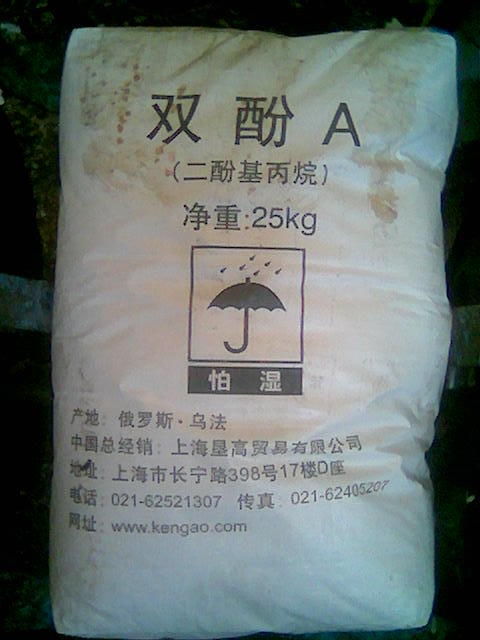 双酚A
(二酚基丙烷)
净重:25kg
怕湿
产地: 俄罗斯·乌法
中国总经销: 上海垦高贸易有限公司
地址: 上海市长宁路398号17楼D座
电话: 021-62521307 传真: 021-62405207
网址: www.kengao.com